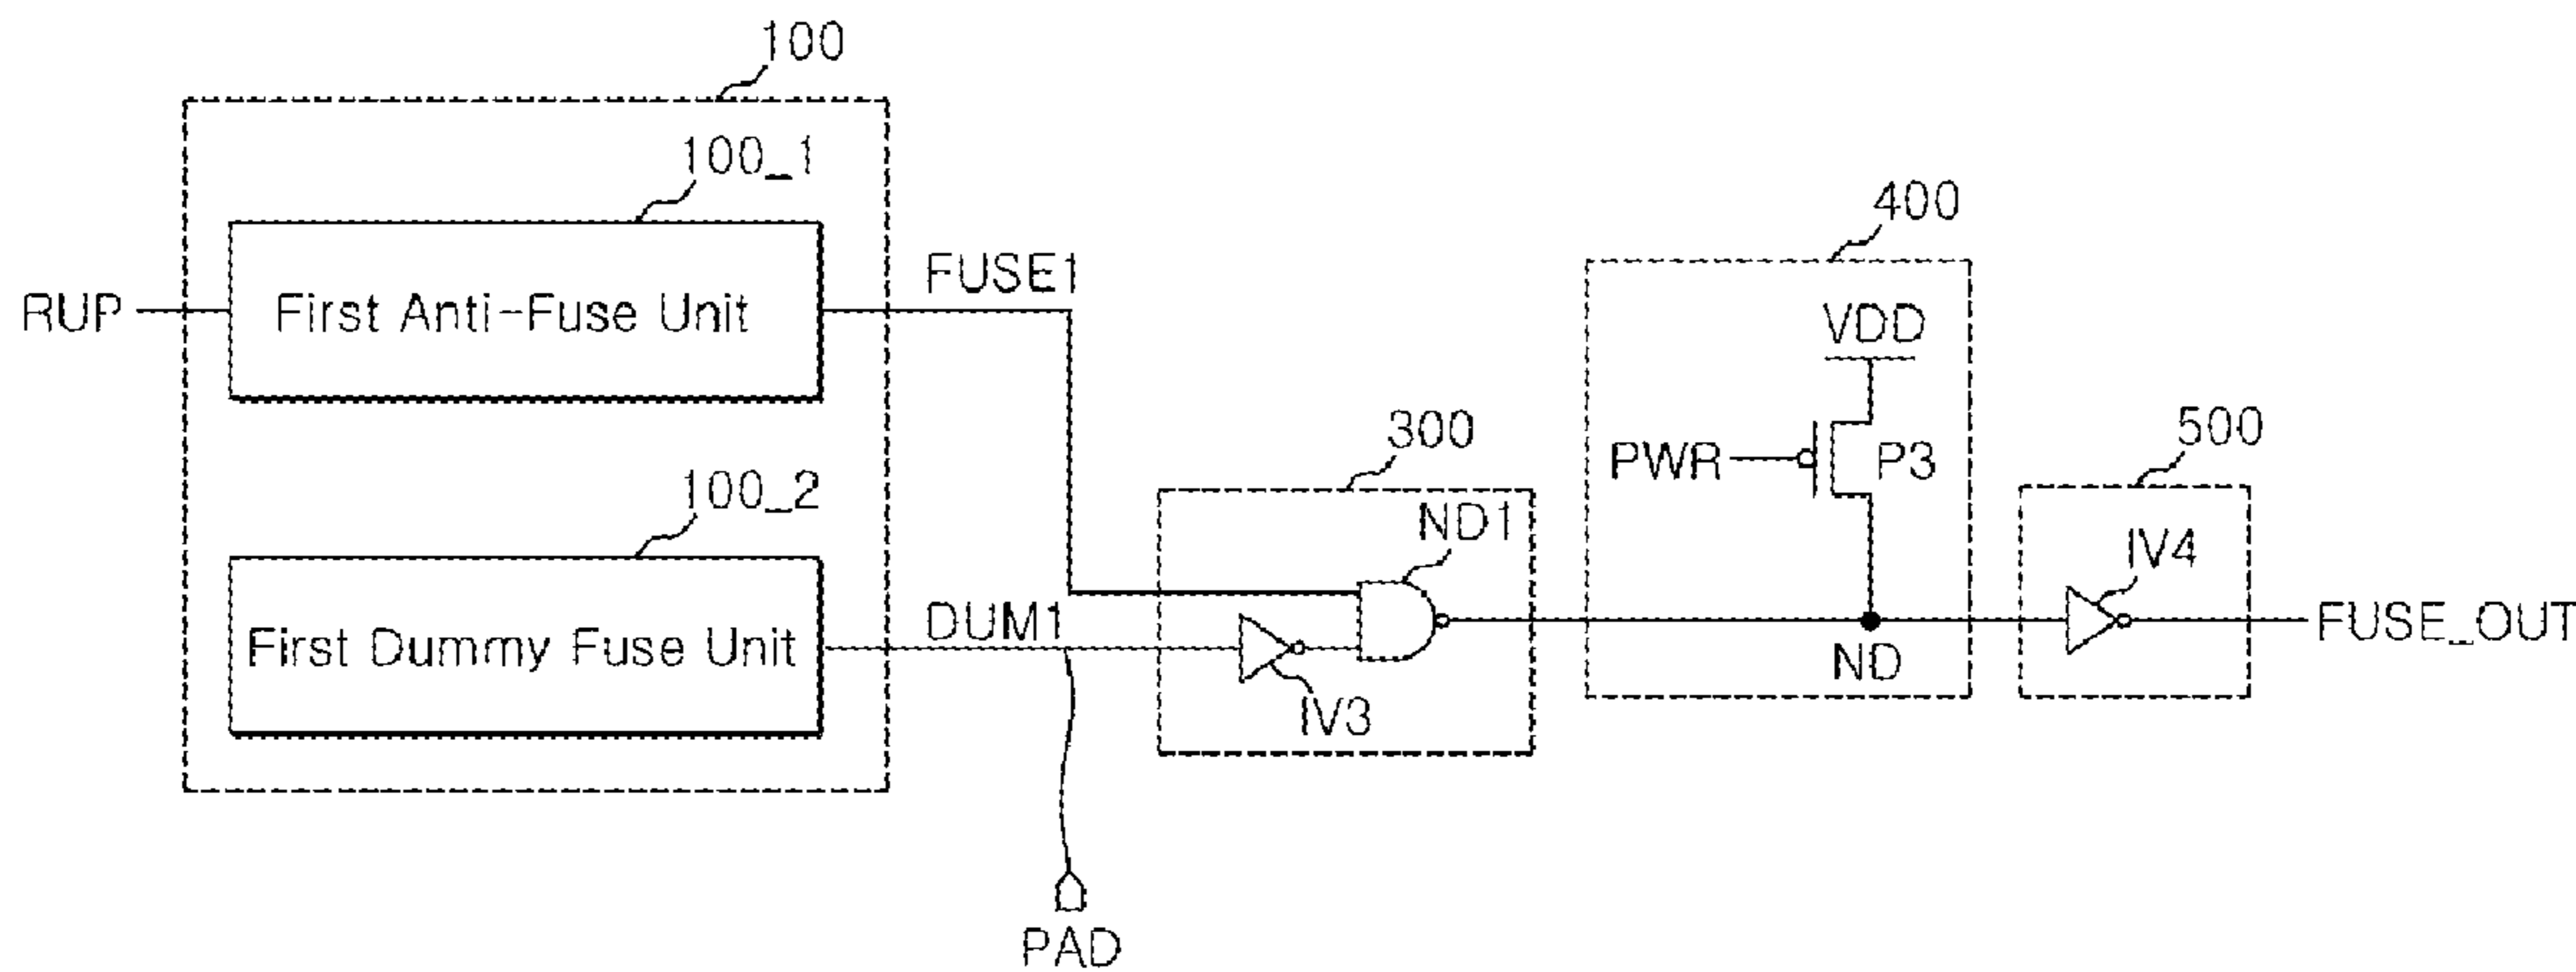 100
100_1
RUP
First Anti-Fuse Unit
FUSE1
100_2
First Dummy Fuse Unit
DUM1
PAD
300
ND1
IV3
400
VDD
PWR
P3
ND
500
IV4
FUSE_OUT